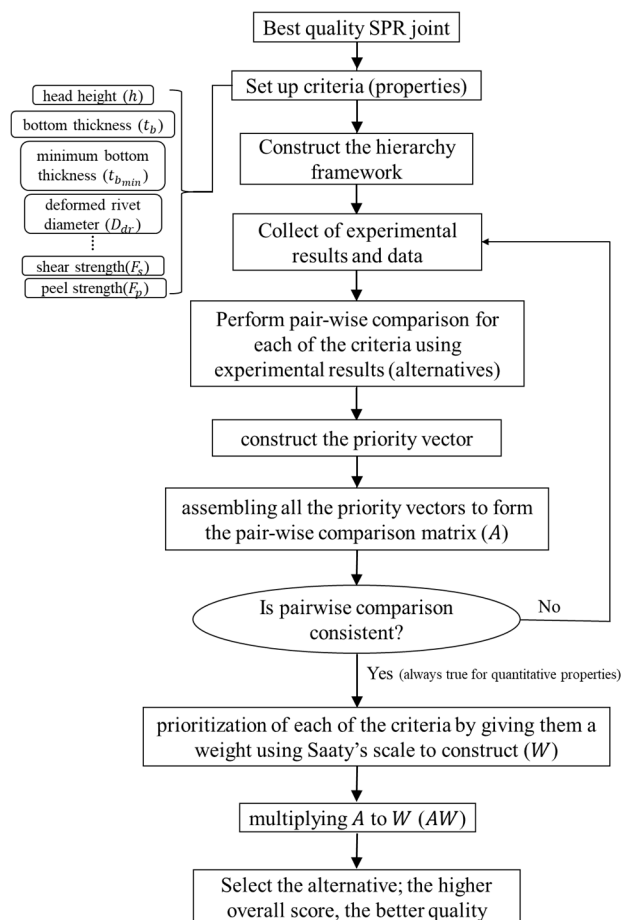 Best quality SPR joint
Set up criteria (properties)
head height (h)
bottom thickness (t_b)
minimum bottom
thickness (t_{b_{min}})
deformed rivet
diameter (D_{dr})
shear strength(F_s)
peel strength(F_p)
Construct the hierarchy
framework
Collect of experimental
results and data
Perform pair-wise comparison for
each of the criteria using
experimental results (alternatives)
construct the priority vector
assembling all the priority vectors to form
the pair-wise comparison matrix (A)
Is pairwise comparison
consistent?
No
Yes (always true for quantitative properties)
prioritization of each of the criteria by giving them a
weight using Saaty's scale to construct (W)
multiplying A to W (AW)
Select the alternative; the higher
overall score, the better quality